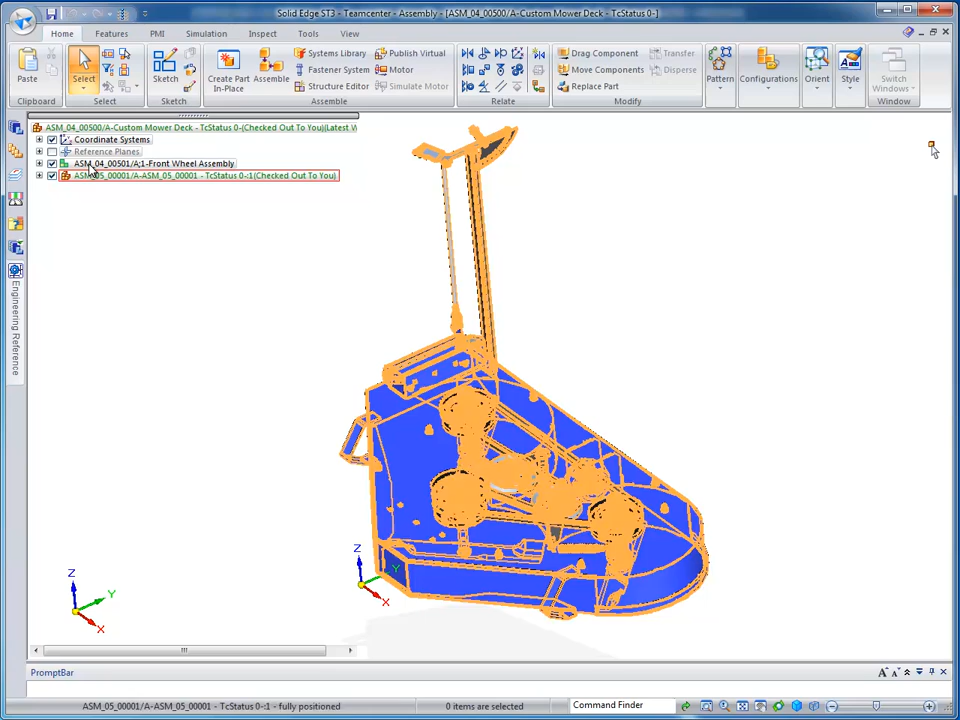 Solid Edge ST3 - Teamcenter - Assembly - [ASM_04_00500/A-Custom Mower Deck - TcStatus 0-]
Home Features PMI Simulation Inspect Tools View
Paste
Clipboard
Select
Select
Sketch
Sketch
Create Part In-Place
Assemble
Systems Library
Fastener System
Structure Editor
Publish Virtual
Motor
Simulate Motor
Assemble
Relate
Drag Component
Move Components
Replace Part
Transfer
Disperse
Modify
Pattern
Configurations
Orient
Style
Switch Windows
Window
ASM_04_00500/A-Custom Mower Deck - TcStatus 0-(Checked Out To You)(Latest W
Coordinate Systems
Reference Planes
ASM_04_00501/A;1-Front Wheel Assembly
ASM_05_00001/A-ASM_05_00001 - TcStatus 0-:1(Checked Out To You)
Engineering Reference
Z
Y
X
Z
Y
X
PromptBar
ASM_05_00001/A-ASM_05_00001 - TcStatus 0-:1 - fully positioned
0 items are selected
Command Finder